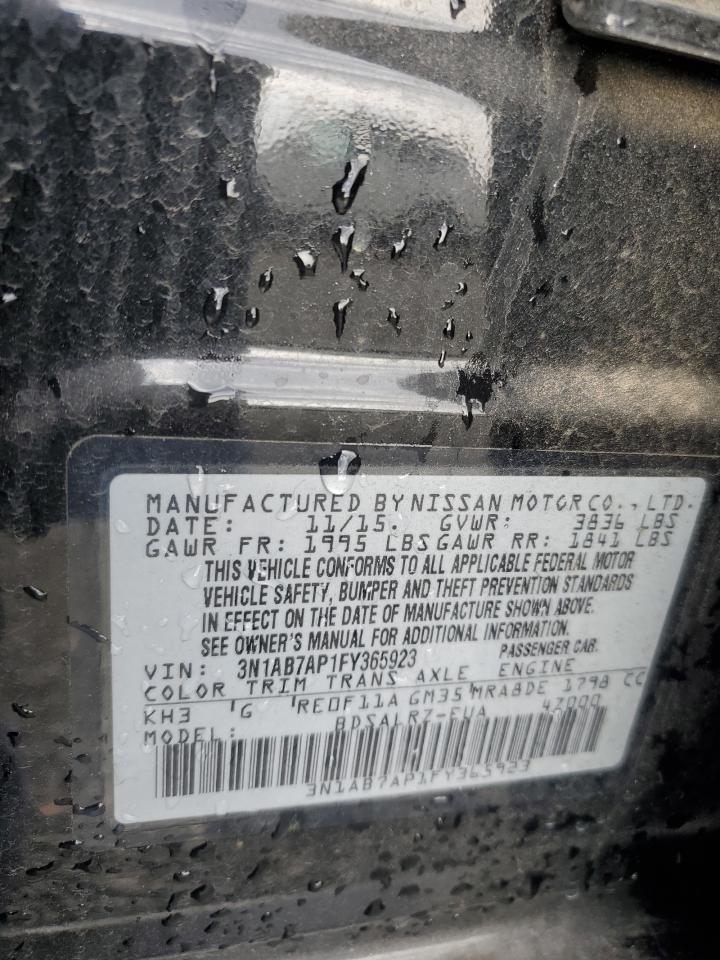 MANUFACTURED BY NISSAN MOTOR CO., LTD.
DATE: 11/15. GVWR: 3836 LBS
GAWR FR: 1995 LBS GAWR RR: 1841 LBS
THIS VEHICLE CONFORMS TO ALL APPLICABLE FEDERAL MOTOR
VEHICLE SAFETY, BUMPER AND THEFT PREVENTION STANDARDS
IN EFFECT ON THE DATE OF MANUFACTURE SHOWN ABOVE.
SEE OWNER'S MANUAL FOR ADDITIONAL INFORMATION.
VIN: 3N1AB7AP1FY365923 PASSENGER CAR.
COLOR TRIM TRANS AXLE ENGINE
KH3 'G 'RE0F11A GM35 MRA8DE 1798 CC
MODEL: BDSALRZ-EUA 47000
3N1AB7AP1FY365923